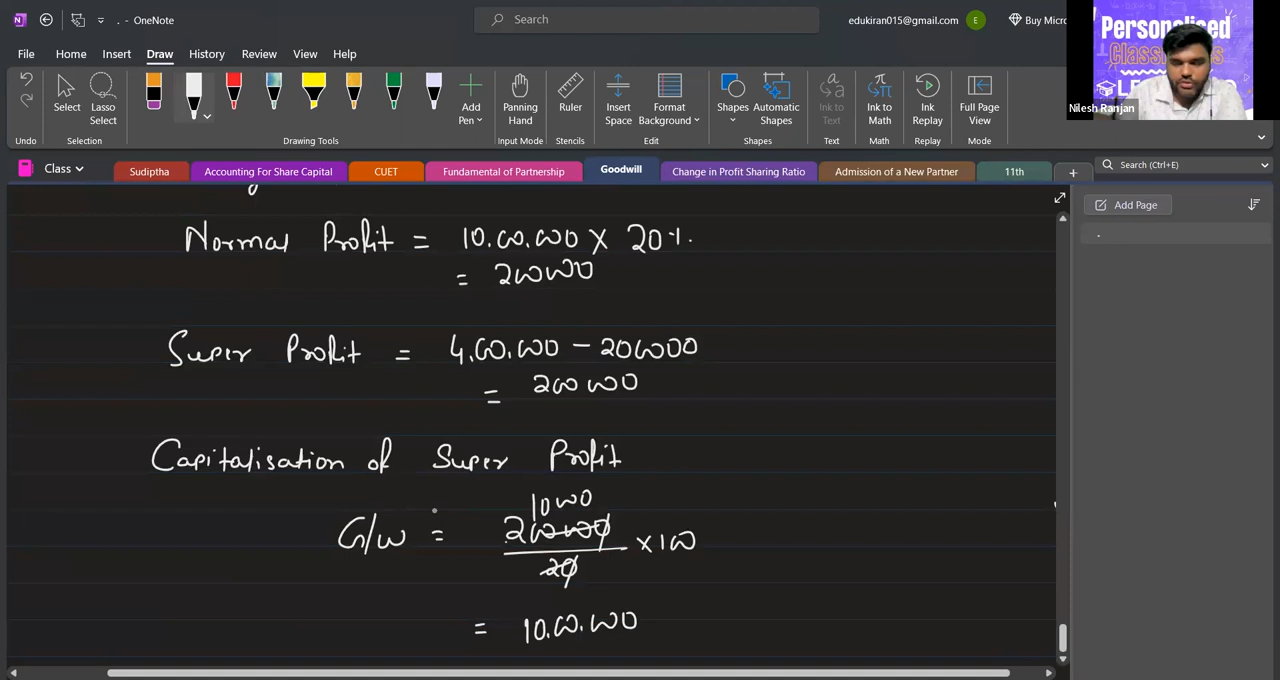 . - OneNote
Search
edukiran015@gmail.com E
Buy Micro
File Home Insert Draw History Review View Help
Undo
Select
Lasso Select
Selection
Drawing Tools
Add Pen
Panning Hand
Input Mode
Ruler
Stencils
Insert Space
Format Background
Edit
Shapes
Automatic Shapes
Shapes
Ink to Text
Text
Ink to Math
Math
Ink Replay
Replay
Full Page View
View
Personalised
Nilesh Ranjan
Class
Sudiptha
Accounting For Share Capital
CUET
Fundamental of Partnership
Goodwill
Change in Profit Sharing Ratio
Admission of a New Partner
11th
+
Search (Ctrl+E)
Add Page
.
Normal Profit = 10,00,000 x 20%
= 200000
Super Profit = 4,00,000 - 200000
= 200000
Capitalisation of Super Profit
G/W = 200000 / 20 x 100
= 10,00,000